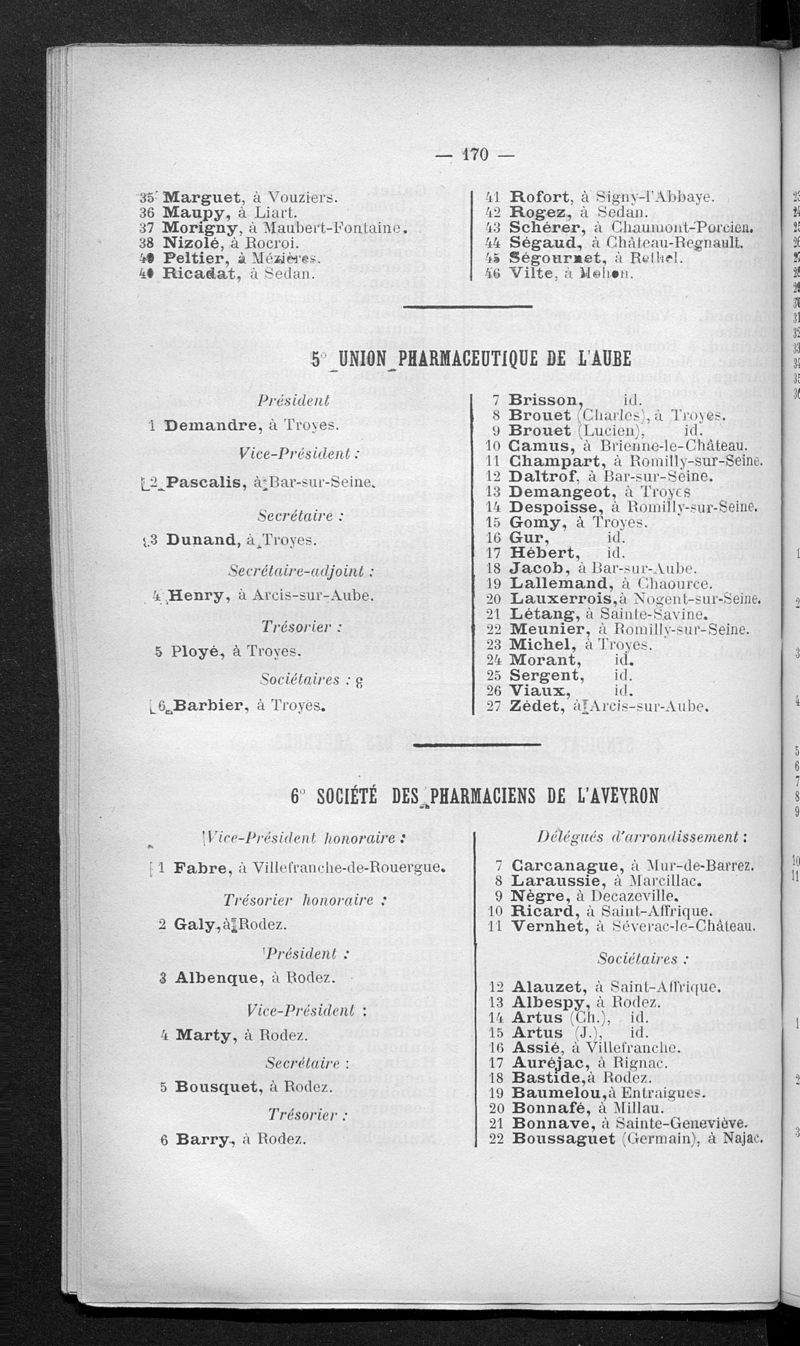 — 170 —
35 Marguet, à Vouziers.
36 Maupy, à Liart.
37 Morigny, à Maubert-Fontaine.
38 Nizolé, à Rocroi.
Peltier, à Mézières.
Ricadat, à Sedan.
41 Rofort, à Signy-l'Abbaye.
42 Rogez, à Sedan.
43 Schérer, à Chaumont-Porcien.
44 Ségaud, à Château-Regnault.
45 Ségournet, à Rethel.
46 Vilte, à Mohon.
5° UNION PHARMACEUTIQUE DE L'AUBE
Président
1 Demandre, à Troyes.
Vice-Président :
2 Pascalis, à Bar-sur-Seine.
Secrétaire :
3 Dunand, à Troyes.
Secrétaire-adjoint :
4 Henry, à Arcis-sur-Aube.
Trésorier :
5 Ployé, à Troyes.
Sociétaires :
6 Barbier, à Troyes.
7 Brisson, id.
8 Brouet (Charles), à Troyes.
9 Brouet (Lucien), id.
10 Camus, à Brienne-le-Château.
11 Champart, à Romilly-sur-Seine.
12 Daltrof, à Bar-sur-Seine.
13 Demangeot, à Troyes
14 Despoisse, à Romilly-sur-Seine.
15 Gomy, à Troyes.
16 Gur, id.
17 Hébert, id.
18 Jacob, à Bar-sur-Aube.
19 Lallemand, à Chaource.
20 Lauxerrois, à Nogent-sur-Seine.
21 Létang, à Sainte-Savine.
22 Meunier, à Romilly-sur-Seine.
23 Michel, à Troyes.
24 Morant, id.
25 Sergent, id.
26 Viaux, id.
27 Zédet, à Arcis-sur-Aube.
6° SOCIÉTÉ DES PHARMACIENS DE L'AVEYRON
Vice-Président honoraire :
1 Fabre, à Villefranche-de-Rouergue.
Trésorier honoraire :
2 Galy, à Rodez.
Président :
3 Albenque, à Rodez.
Vice-Président :
4 Marty, à Rodez.
Secrétaire :
5 Bousquet, à Rodez.
Trésorier :
6 Barry, à Rodez.
Délégués d'arrondissement :
7 Carcanague, à Mur-de-Barrez.
8 Laraussie, à Marcillac.
9 Nègre, à Decazeville.
10 Ricard, à Saint-Affrique.
11 Vernhet, à Séverac-le-Château.
Sociétaires :
12 Alauzet, à Saint-Affrique.
13 Albespy, à Rodez.
14 Artus (Ch.), id.
15 Artus (J.), id.
16 Assié, à Villefranche.
17 Auréjac, à Rignac.
18 Bastide, à Rodez.
19 Baumelou, à Entraigues.
20 Bonnafé, à Millau.
21 Bonnave, à Sainte-Geneviève.
22 Boussaguet (Germain), à Najac.